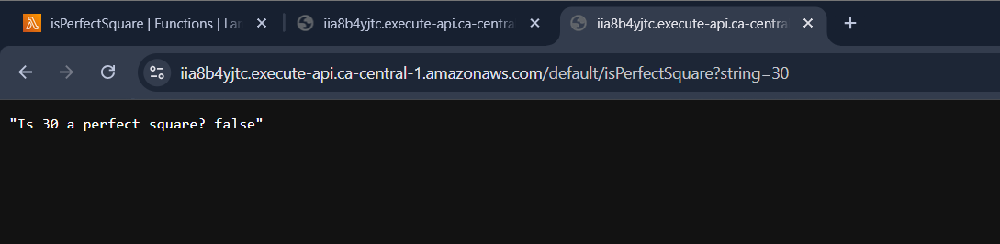 isPerfectSquare | Functions | Lar
iia8b4yjtc.execute-api.ca-centra
iia8b4yjtc.execute-api.ca-centra
iia8b4yjtc.execute-api.ca-central-1.amazonaws.com/default/isPerfectSquare?string=30
"Is 30 a perfect square? false"